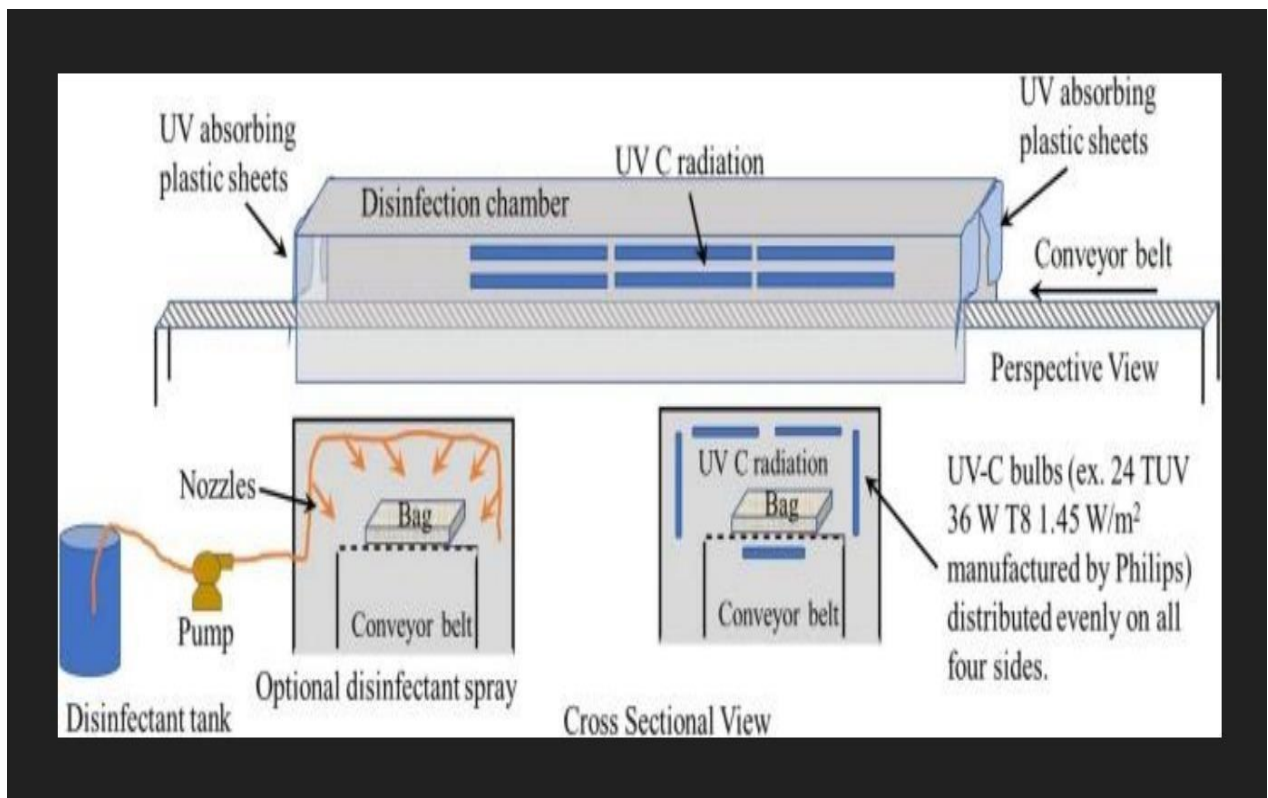 UV absorbing
plastic sheets
UV C radiation
UV absorbing
plastic sheets
Disinfection chamber
Conveyor belt
Perspective View
Nozzles
Bag
Pump
Conveyor belt
Optional disinfectant spray
Disinfectant tank
UV C radiation
Bag
Conveyor belt
Cross Sectional View
UV-C bulbs (ex. 24 TUV
36 W T8 1.45 W/m²
manufactured by Philips)
distributed evenly on all
four sides.